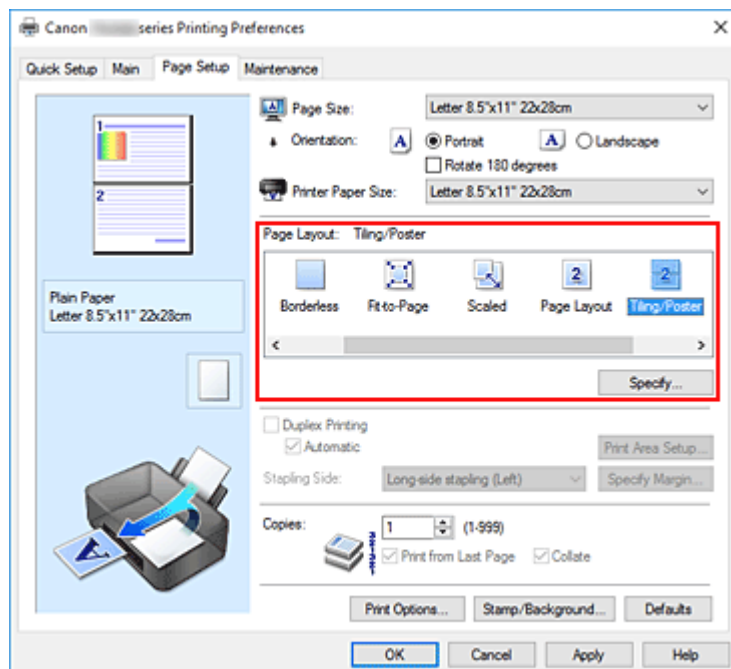 Canon series Printing Preferences
Quick Setup Main Page Setup Maintenance
1
2
Plain Paper
Letter 8.5"x11" 22x28cm
A
Page Size: Letter 8.5"x11" 22x28cm
Orientation: A Portrait A Landscape
Rotate 180 degrees
Printer Paper Size: Letter 8.5"x11" 22x28cm
Page Layout: Tiling/Poster
2 2
Borderless Fit-to-Page Scaled Page Layout Tiling/Poster
Specify...
Duplex Printing
Automatic Print Area Setup...
Stapling Side: Long-side stapling (Left) Specify Margin...
Copies: 1 (1-999)
Print from Last Page Collate
Print Options... Stamp/Background... Defaults
OK Cancel Apply Help